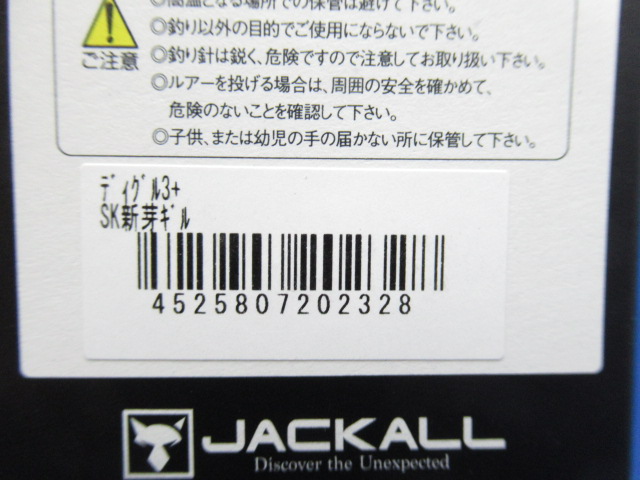 ◎高温となる場所での保管は避けて下さい。
◎釣り以外の目的でご使用にならないで下さい。
ご注意
◎釣り針は鋭く、危険ですので注意してお取り扱い下さい。
◎ルアーを投げる場合は、周囲の安全を確かめて、
危険のないことを確認して下さい。
◎子供、または幼児の手の届かない所に保管して下さい。
ﾃﾞｨｸﾞﾙ3+
SK新芽ｷﾞﾙ
4525807202328
JACKALL
Discover the Unexpected